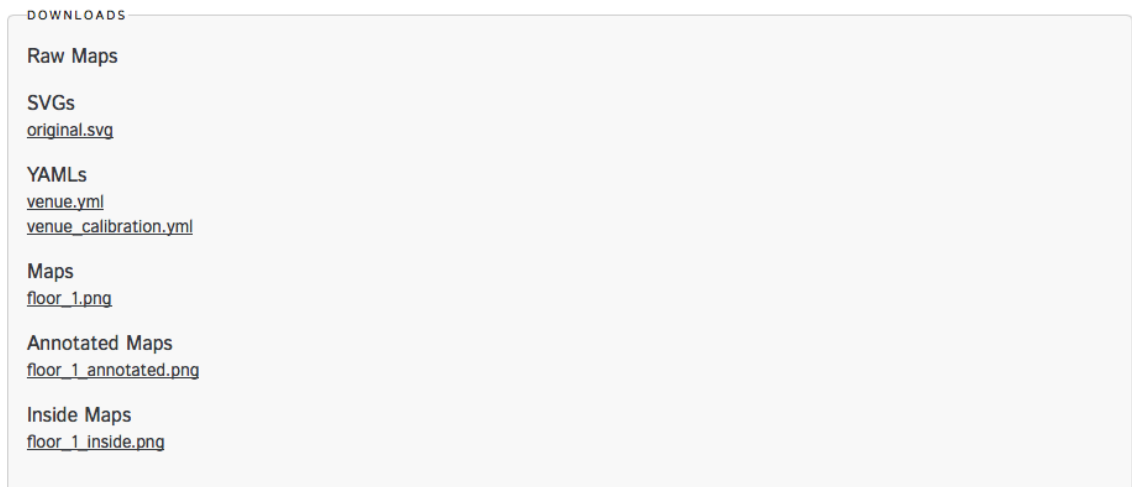 DOWNLOADS
Raw Maps
SVGs
original.svg
YAMLs
venue.yml
venue_calibration.yml
Maps
floor_1.png
Annotated Maps
floor_1_annotated.png
Inside Maps
floor_1_inside.png